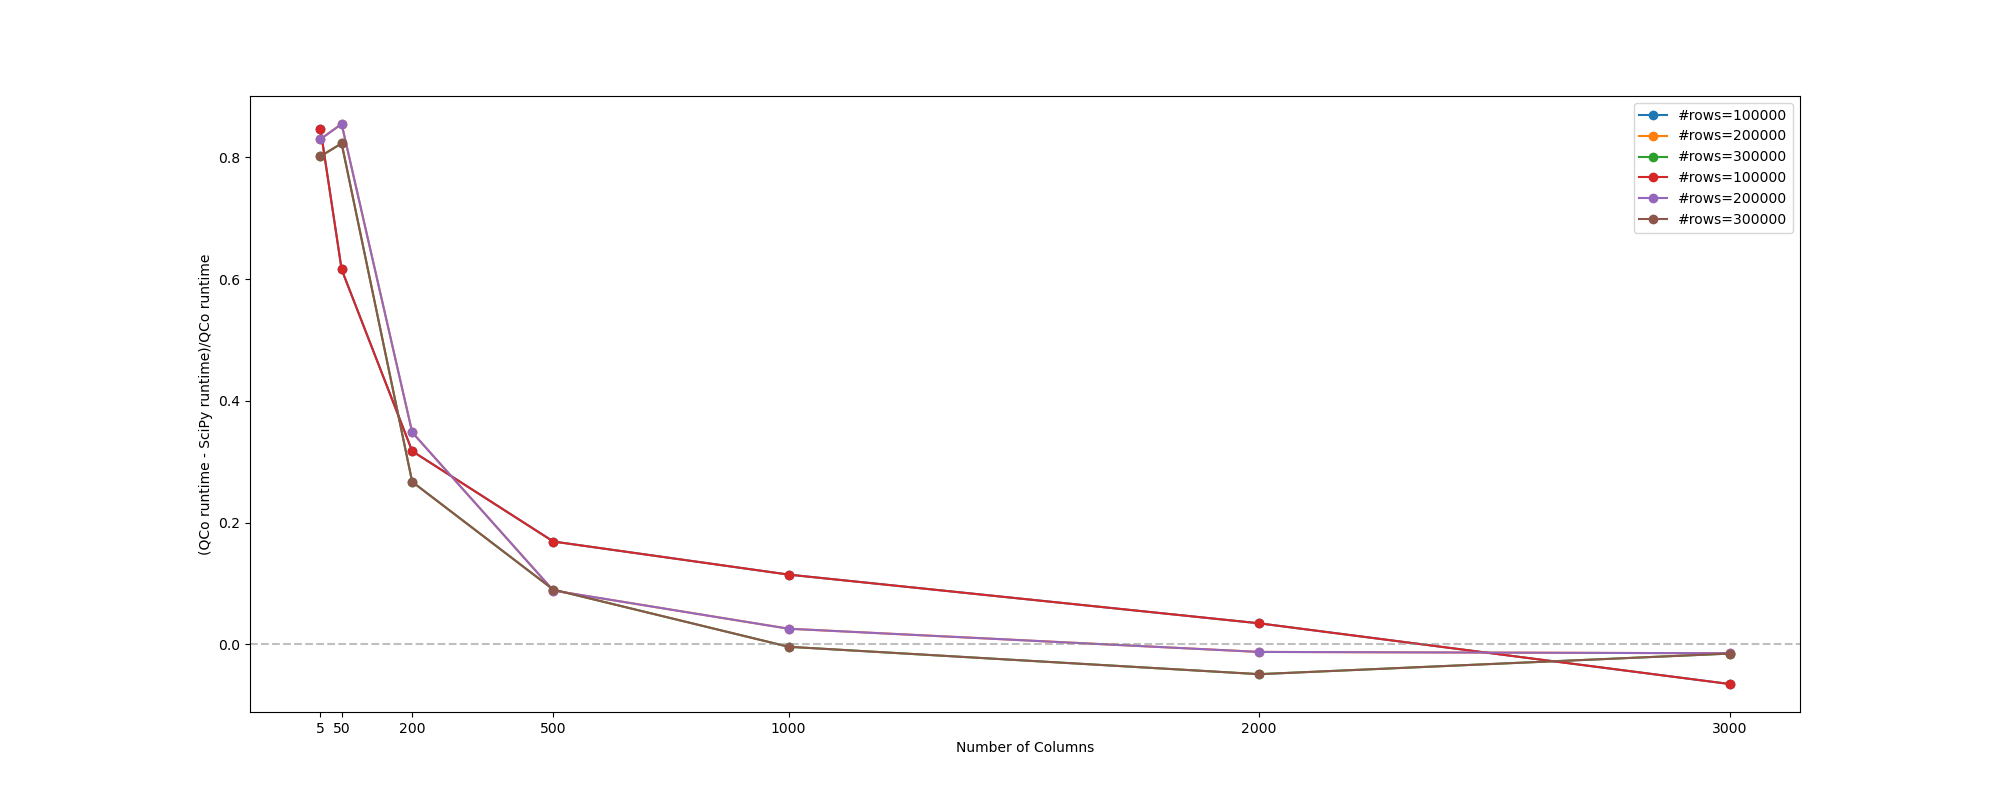 #rows=100000
#rows=200000
#rows=300000
#rows=100000
#rows=200000
#rows=300000
(QCo runtime - SciPy runtime)/QCo runtime
0.8
0.6
0.4
0.2
0.0
5 50 200 500 1000 2000 3000
Number of Columns